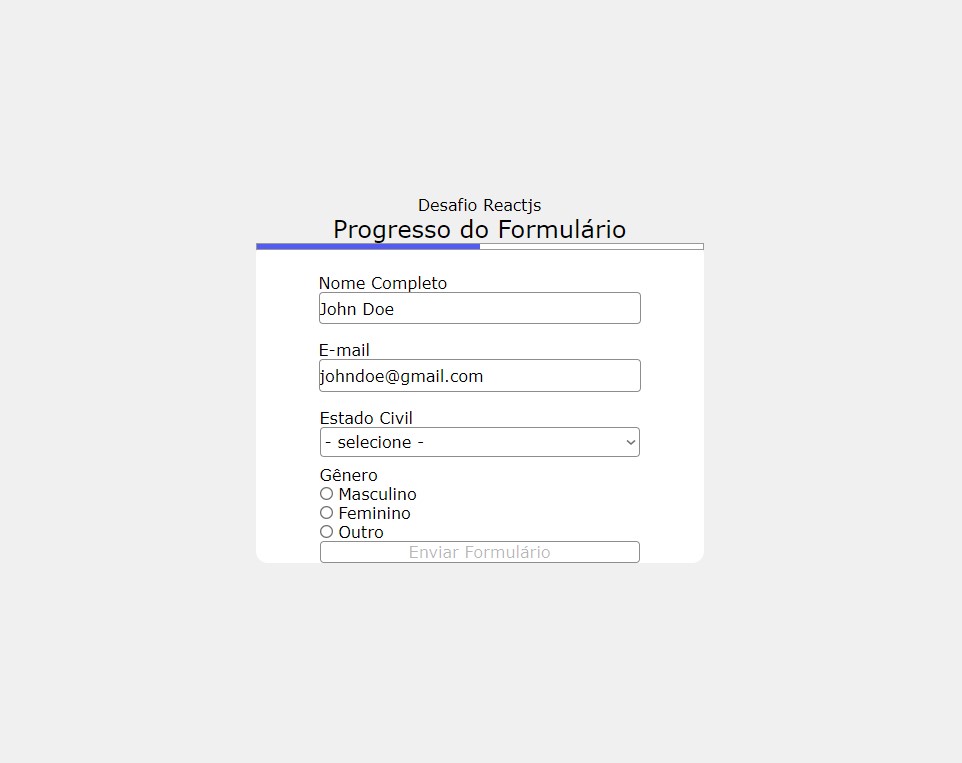 Desafio Reactjs
Progresso do Formulário
Nome Completo
John Doe
E-mail
johndoe@gmail.com
Estado Civil
- selecione -
Gênero
Masculino
Feminino
Outro
Enviar Formulário